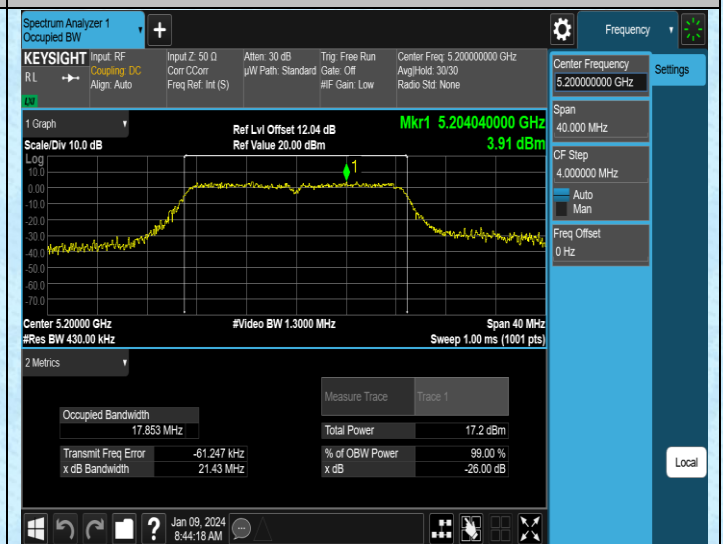 Spectrum Analyzer 1
Occupied BW
+
Frequency
KEYSIGHT
R L
LXI
Input: RF
Coupling: DC
Align: Auto
Input Z: 50 Ω
Corr CCorr
Freq Ref: Int (S)
Atten: 30 dB
µW Path: Standard
Trig: Free Run
Gate: Off
#IF Gain: Low
Center Freq: 5.200000000 GHz
Avg|Hold: 30/30
Radio Std: None
Center Frequency
5.200000000 GHz
Settings
Span
40.000 MHz
CF Step
4.000000 MHz
Auto
Man
Freq Offset
0 Hz
1 Graph
Scale/Div 10.0 dB
Ref Lvl Offset 12.04 dB
Ref Value 20.00 dBm
Mkr1 5.204040000 GHz
3.91 dBm
Log
10.0
0.00
-10.0
-20.0
-30.0
-40.0
-50.0
-60.0
-70.0
1
Center 5.20000 GHz
#Res BW 430.00 kHz
#Video BW 1.3000 MHz
Span 40 MHz
Sweep 1.00 ms (1001 pts)
2 Metrics
Measure Trace Trace 1
Occupied Bandwidth
17.853 MHz
Total Power 17.2 dBm
Transmit Freq Error -61.247 kHz
% of OBW Power 99.00 %
x dB Bandwidth 21.43 MHz
x dB -26.00 dB
Local
?
Jan 09, 2024
8:44:18 AM